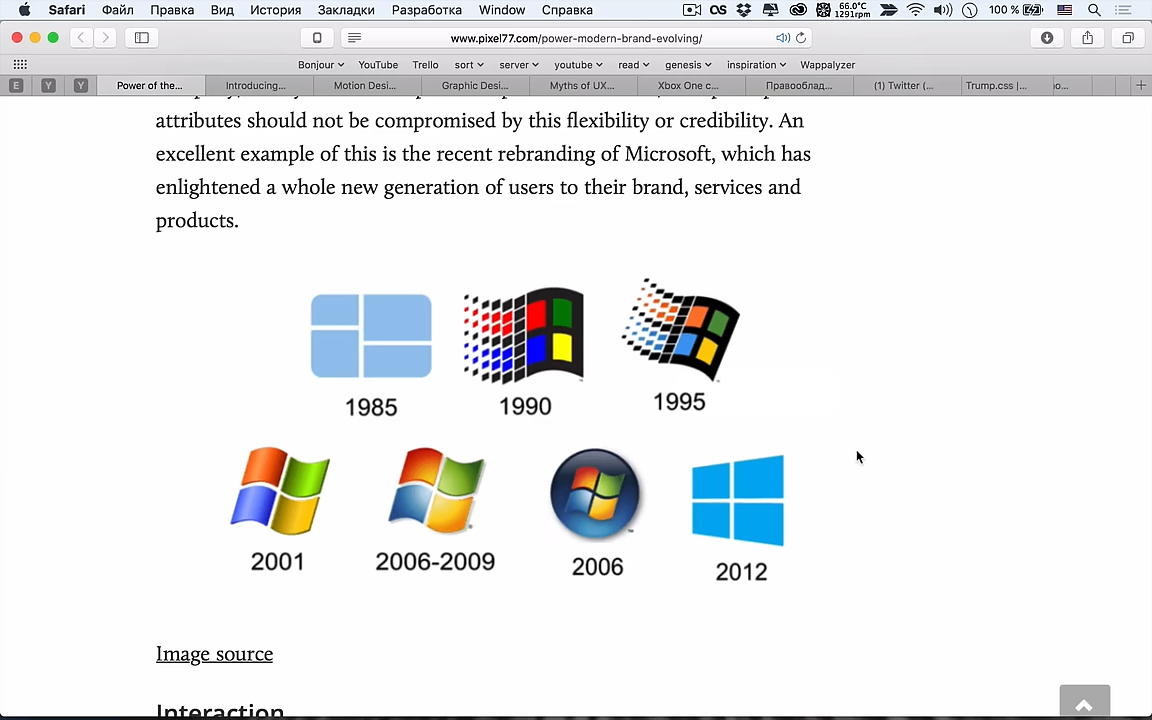 Safari Файл Правка Вид История Закладки Разработка Window Справка 66.0°C 1291rpm 100 %
www.pixel77.com/power-modern-brand-evolving/
Bonjour YouTube Trello sort server youtube read genesis inspiration Wappalyzer
E Y Y Power of the... Introducing... Motion Desi... Graphic Desi... Myths of UX... Xbox One c... Правооблад... (1) Twitter (... Trump.css |...
attributes should not be compromised by this flexibility or credibility. An
excellent example of this is the recent rebranding of Microsoft, which has
enlightened a whole new generation of users to their brand, services and
products.
1985 1990 1995
2001 2006-2009 2006 2012
Image source
Interaction